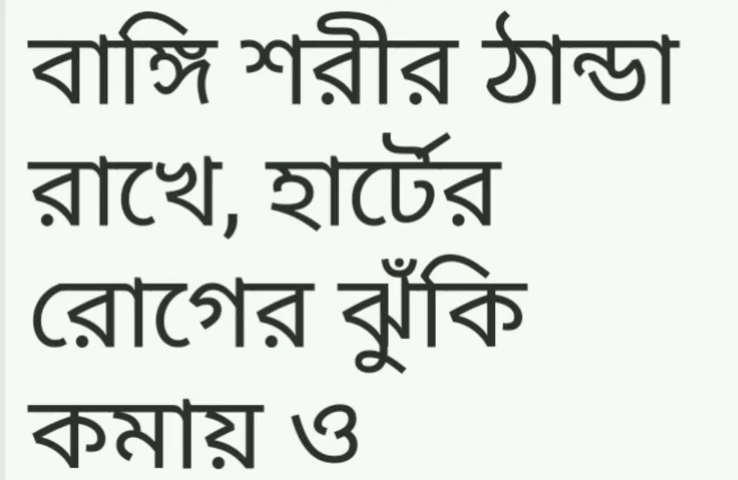 বাঙ্গি শরীর ঠান্ডা
রাখে, হার্টের
রোগের ঝুঁকি
কমায় ও